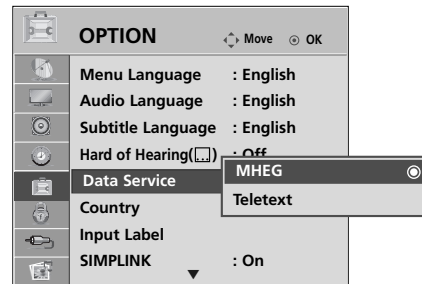 OPTION Move OK
Menu Language : English
Audio Language : English
Subtitle Language : English
Hard of Hearing(...) : Off
Data Service
MHEG
Teletext
Country
Input Label
SIMPLINK : On